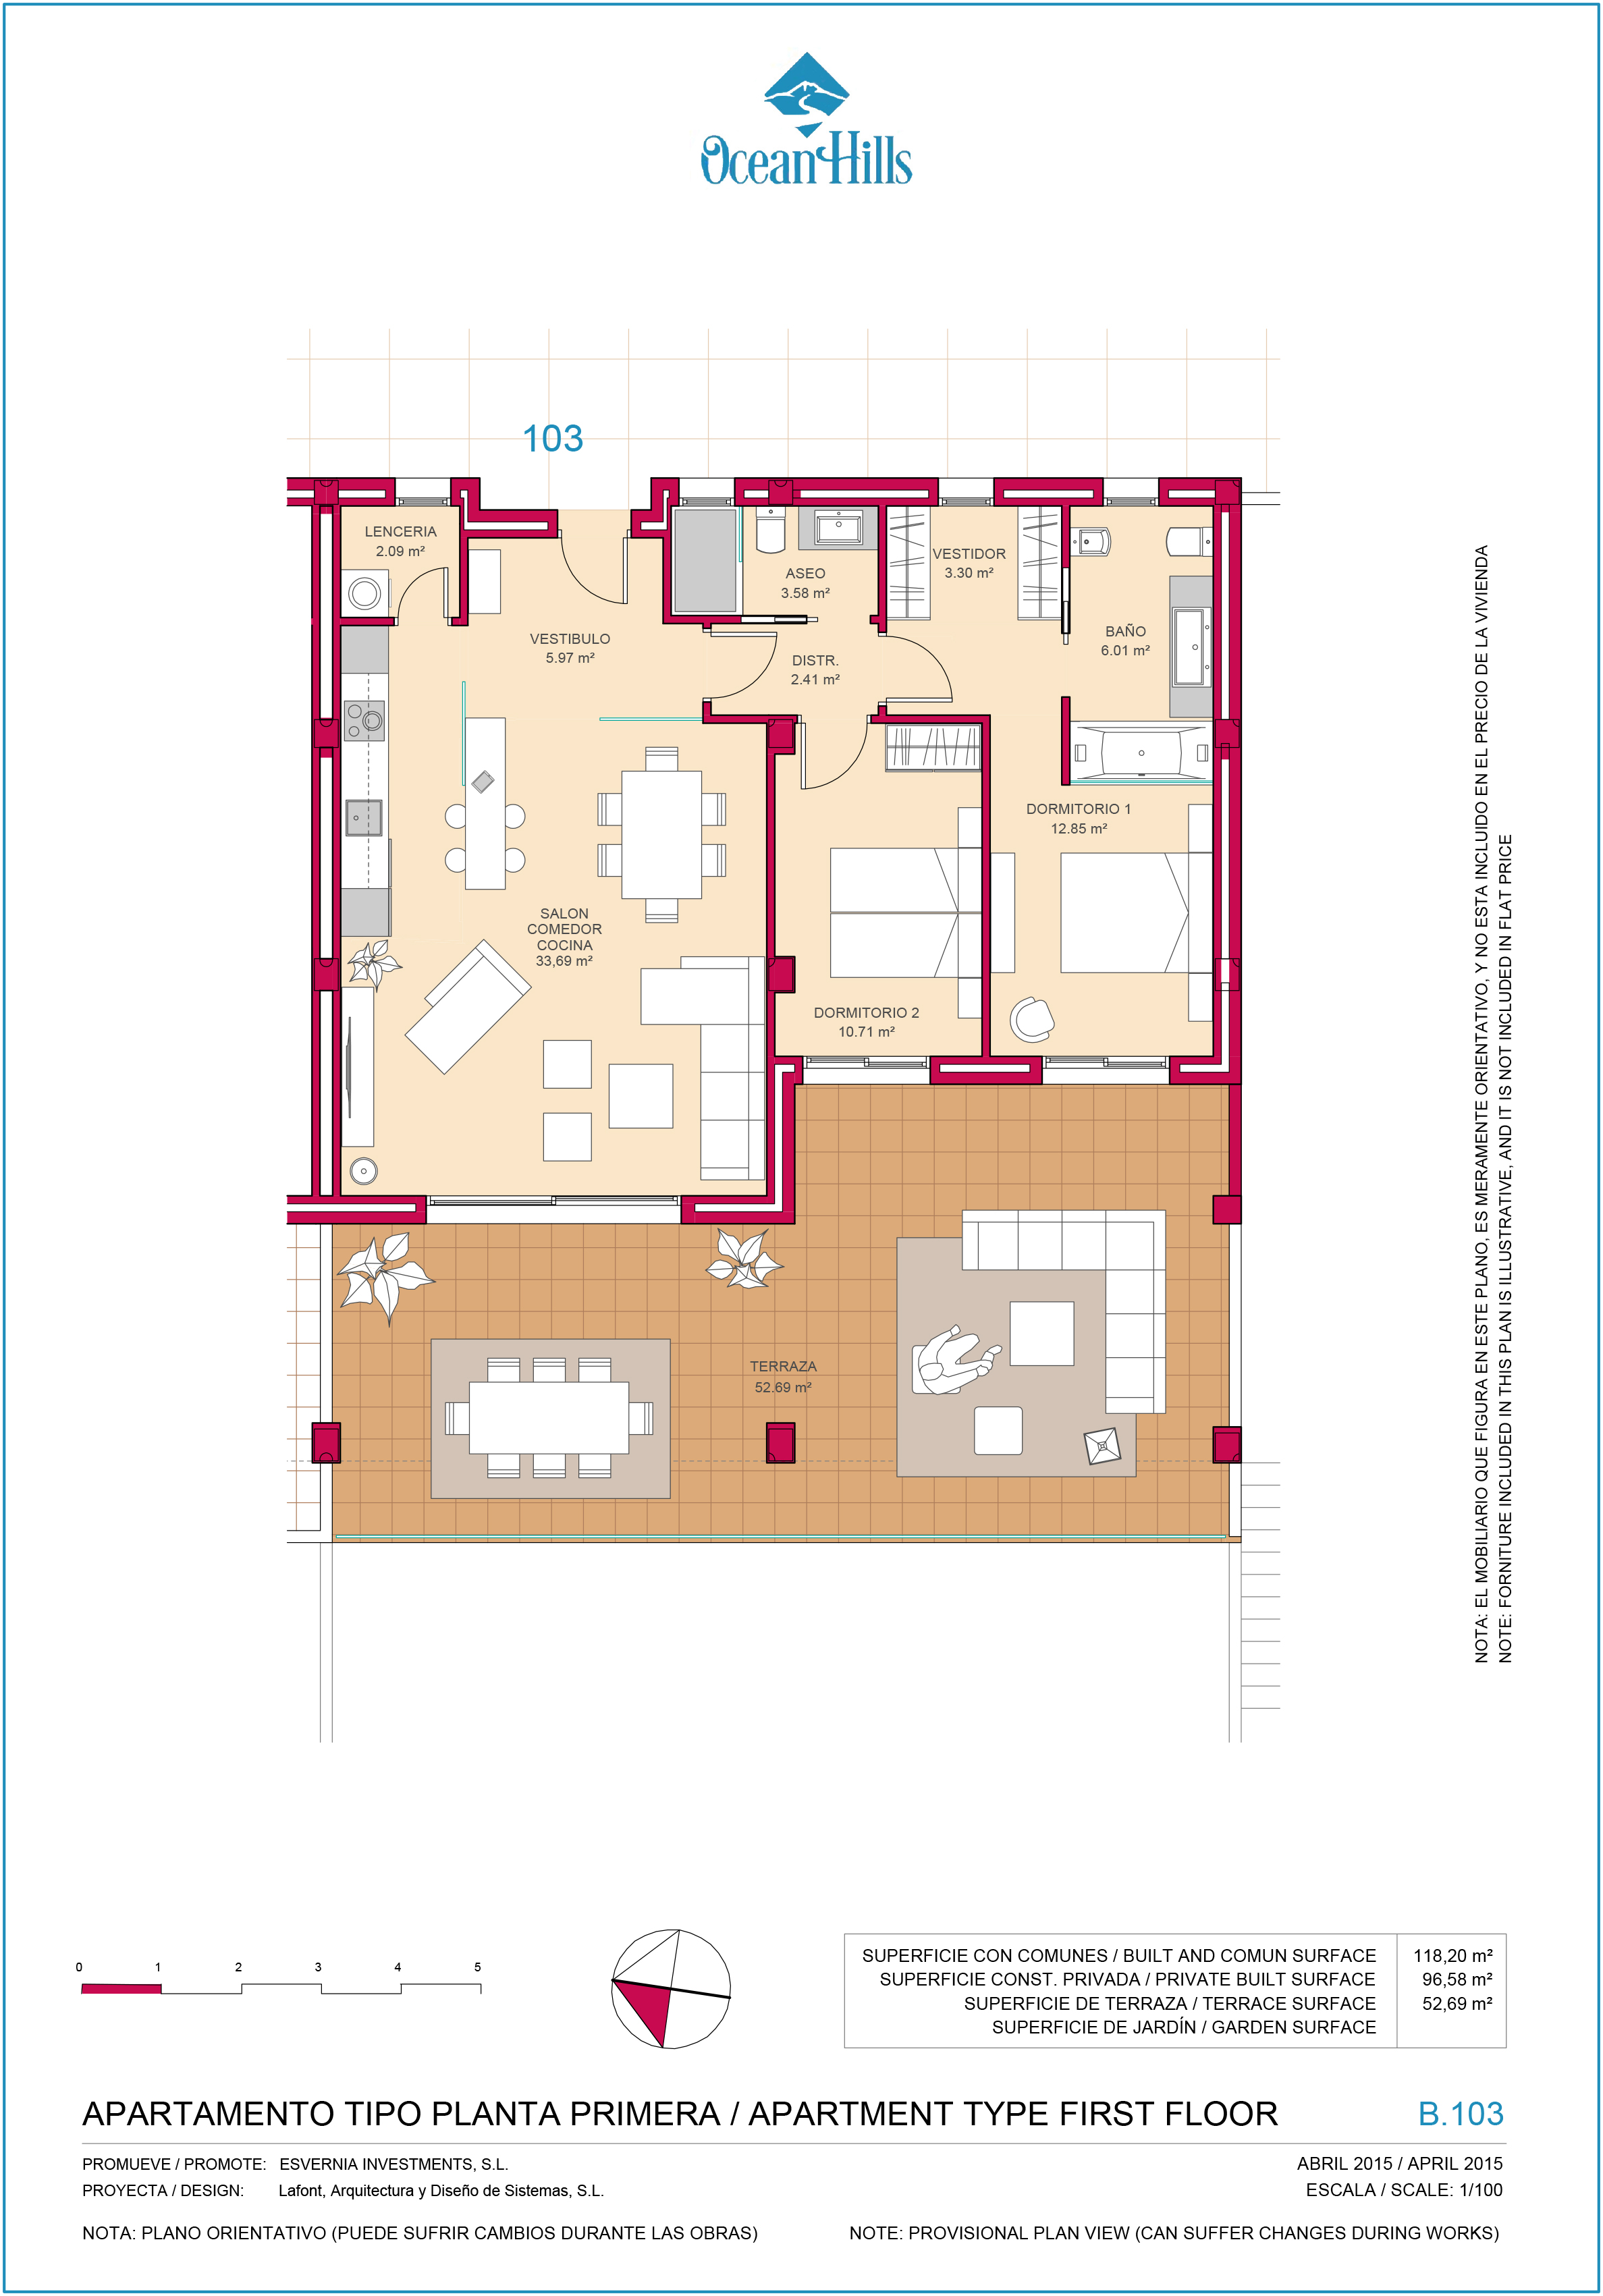 Ocean Hills
103
LENCERIA
2.09 m²
VESTIBULO
5.97 m²
ASEO
3.58 m²
DISTR.
2.41 m²
VESTIDOR
3.30 m²
BAÑO
6.01 m²
DORMITORIO 1
12.85 m²
SALON
COMEDOR
COCINA
33,69 m²
DORMITORIO 2
10.71 m²
TERRAZA
52.69 m²
NOTA: EL MOBILIARIO QUE FIGURA EN ESTE PLANO, ES MERAMENTE ORIENTATIVO, Y NO ESTA INCLUIDO EN EL PRECIO DE LA VIVIENDA
NOTE: FORNITURE INCLUDED IN THIS PLAN IS ILLUSTRATIVE, AND IT IS NOT INCLUDED IN FLAT PRICE
0 1 2 3 4 5
SUPERFICIE CON COMUNES / BUILT AND COMUN SURFACE 118,20 m²
SUPERFICIE CONST. PRIVADA / PRIVATE BUILT SURFACE 96,58 m²
SUPERFICIE DE TERRAZA / TERRACE SURFACE 52,69 m²
SUPERFICIE DE JARDÍN / GARDEN SURFACE
APARTAMENTO TIPO PLANTA PRIMERA / APARTMENT TYPE FIRST FLOOR B.103
PROMUEVE / PROMOTE: ESVERNIA INVESTMENTS, S.L. ABRIL 2015 / APRIL 2015
PROYECTA / DESIGN: Lafont, Arquitectura y Diseño de Sistemas, S.L. ESCALA / SCALE: 1/100
NOTA: PLANO ORIENTATIVO (PUEDE SUFRIR CAMBIOS DURANTE LAS OBRAS) NOTE: PROVISIONAL PLAN VIEW (CAN SUFFER CHANGES DURING WORKS)